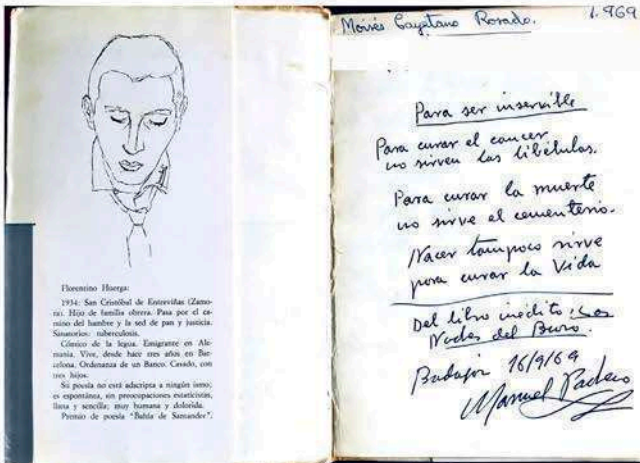 Florentino Huerga:
1934: San Cristóbal de Entreviñas (Zamo-
ra). Hijo de familia obrera. Pasa por el ca-
mino del hambre y la sed de pan y justicia.
Sanatorios: tuberculosis.
Cómico de la legua. Emigrante en Ale-
mania. Vive, desde hace tres años en Bar-
celona. Ordenanza de un Banco. Casado, con
tres hijos.
Su poesía no está adscripta a ningún ismo;
es espontánea, sin preocupaciones estaticistas,
llana y sencilla; muy humana y dolorida.
Premio de poesía "Bahía de Santander".
Moisés Cayetano Rosado. 1.969
Para ser inservible
Para curar el cancer
no sirven las libélulas.
Para curar la muerte
no sirve el cementerio.
Nacer tampoco sirve
para curar la Vida
Del libro inédito: Las
Nodas del Buro.
Badajoz 16/9/69
Manuel Pacheco